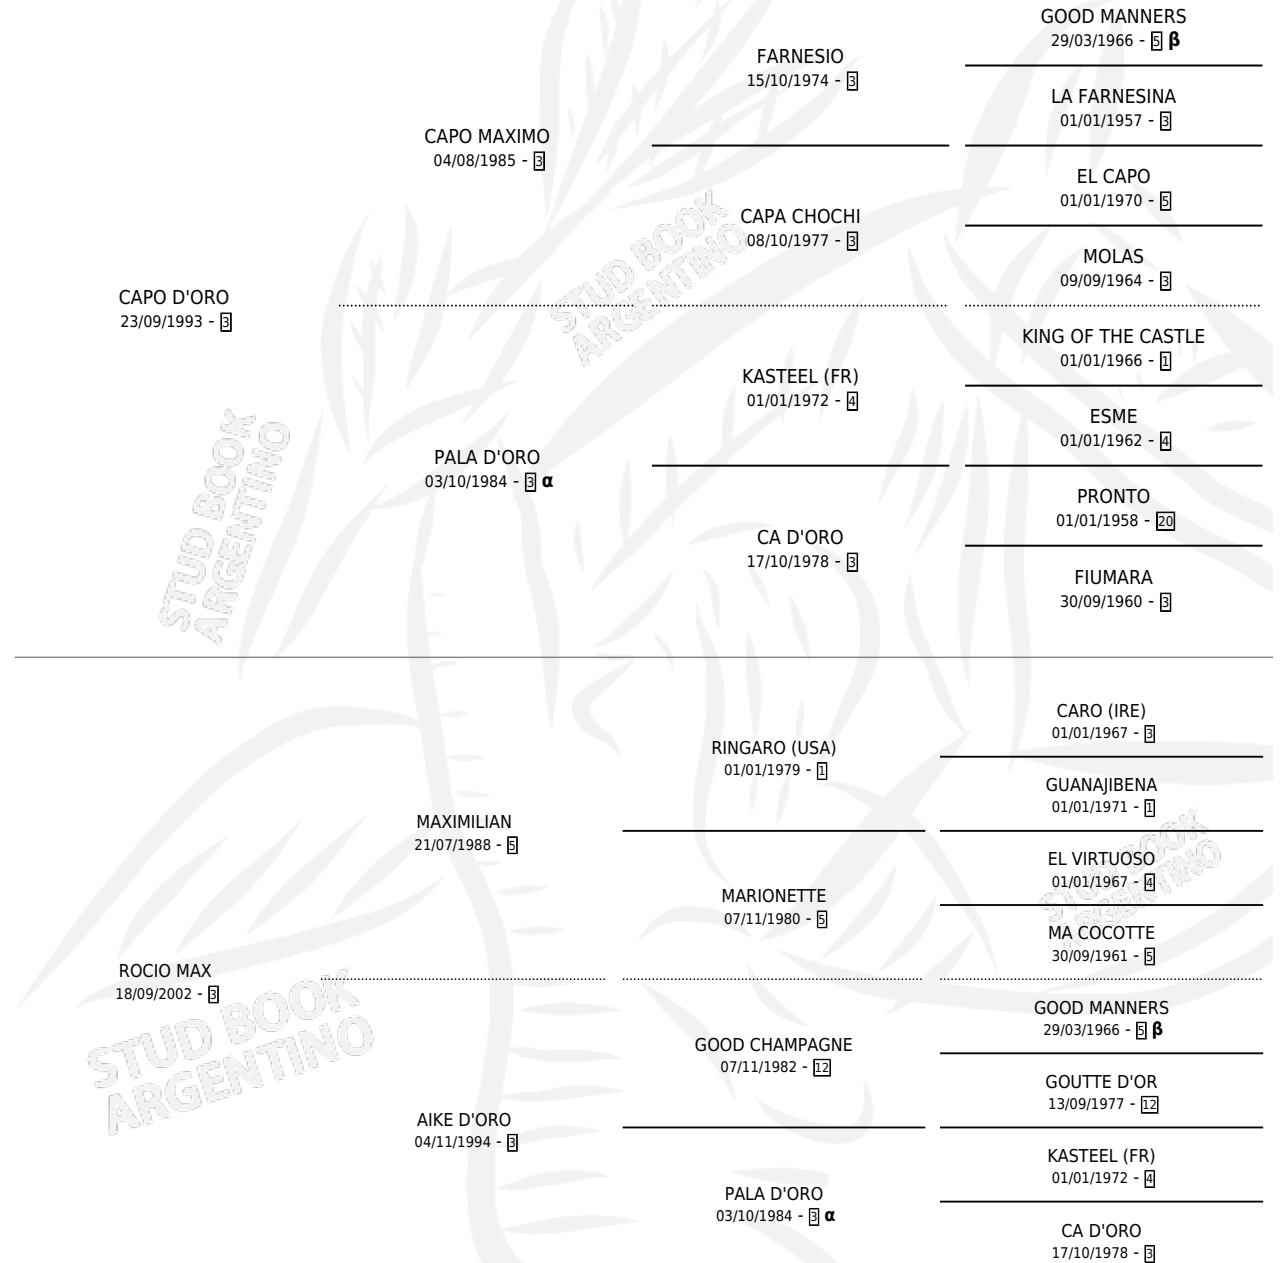 GOOD MANNERS
29/03/1966 - 5 β
FARNESIO
15/10/1974 - 3
LA FARNESINA
01/01/1957 - 3
CAPO MAXIMO
04/08/1985 - 3
EL CAPO
01/01/1970 - 5
CAPA CHOCHI
08/10/1977 - 3
MOLAS
09/09/1964 - 3
CAPO D'ORO
23/09/1993 - 3
KING OF THE CASTLE
01/01/1966 - 1
KASTEEL (FR)
01/01/1972 - 4
ESME
01/01/1962 - 4
PALA D'ORO
03/10/1984 - 3 α
PRONTO
01/01/1958 - 20
CA D'ORO
17/10/1978 - 3
FIUMARA
30/09/1960 - 3
CARO (IRE)
01/01/1967 - 3
RINGARO (USA)
01/01/1979 - 1
GUANAJIBENA
01/01/1971 - 1
MAXIMILIAN
21/07/1988 - 5
EL VIRTUOSO
01/01/1967 - 4
MARIONETTE
07/11/1980 - 5
MA COCOTTE
30/09/1961 - 5
ROCIO MAX
18/09/2002 - 3
GOOD MANNERS
29/03/1966 - 5 β
GOOD CHAMPAGNE
07/11/1982 - 12
GOUTTE D'OR
13/09/1977 - 12
AIKE D'ORO
04/11/1994 - 3
KASTEEL (FR)
01/01/1972 - 4
PALA D'ORO
03/10/1984 - 3 α
CA D'ORO
17/10/1978 - 3
STUD BOOK
ARGENTINO
STUD BOOK
ARGENTINO
STUD BOOK
ARGENTINO
STUD BOOK
ARGENTINO